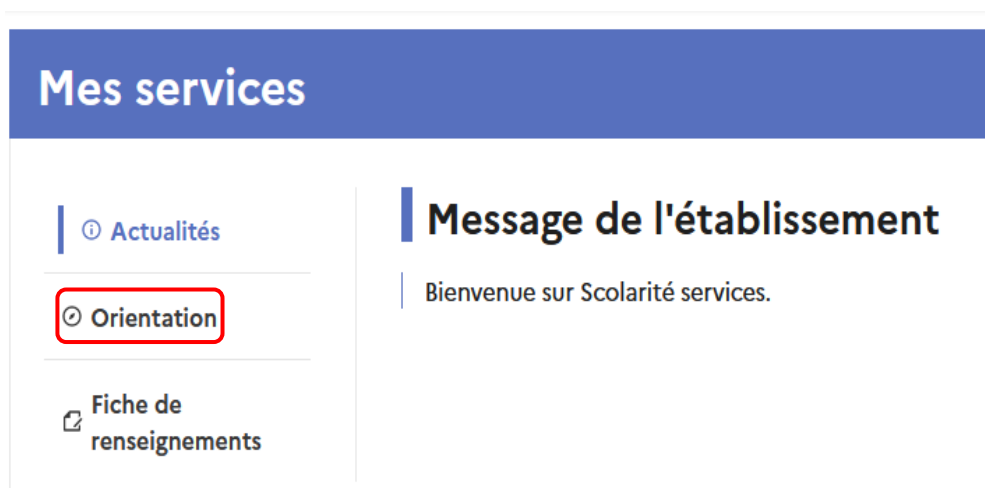 Mes services
Actualités
Orientation
Fiche de
renseignements
Message de l'établissement
Bienvenue sur Scolarité services.